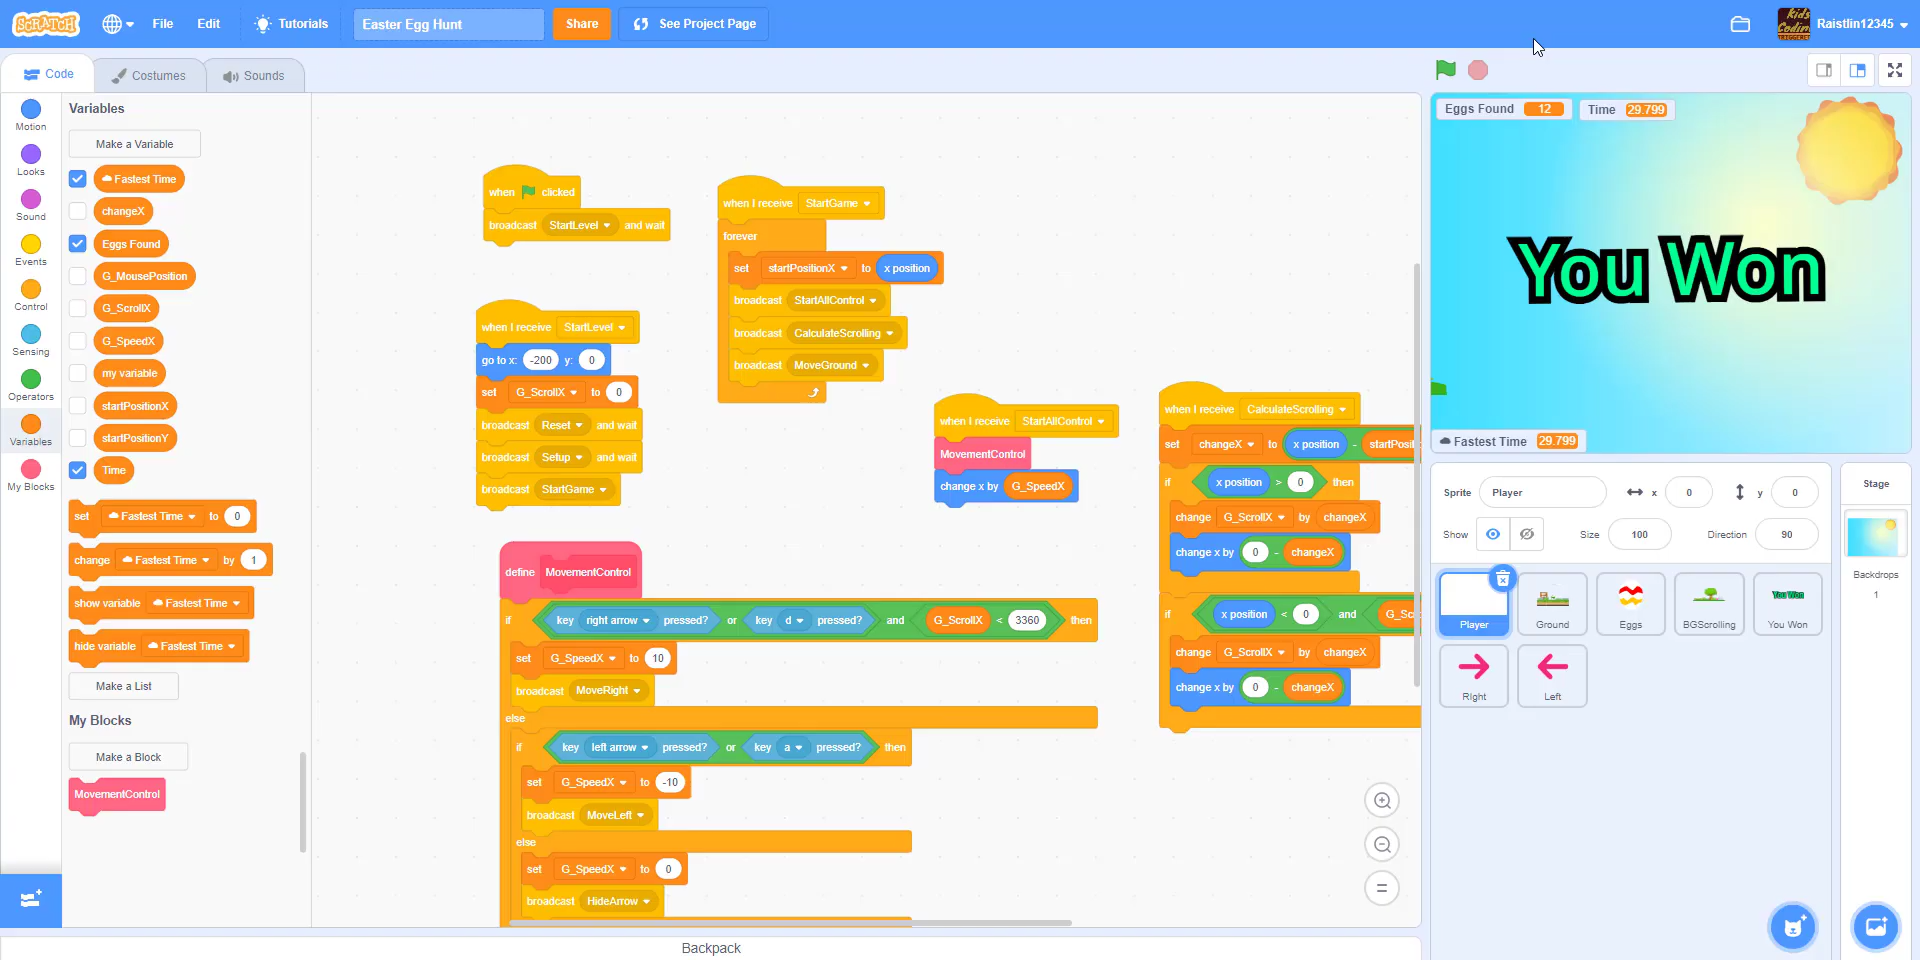 SCRATCH
File
Edit
Tutorials
Easter Egg Hunt
Share
See Project Page
Kids
Coding
Raistlin12345
Code
Costumes
Sounds
Motion
Looks
Sound
Events
Control
Sensing
Operators
Variables
My Blocks
Variables
Make a Variable
Fastest Time
changeX
Eggs Found
G_MousePosition
G_ScrollX
G_SpeedX
my variable
startPositionX
startPositionY
Time
set Fastest Time to 0
change Fastest Time by 1
show variable Fastest Time
hide variable Fastest Time
Make a List
My Blocks
Make a Block
MovementControl
when clicked
broadcast StartLevel and wait
when I receive StartLevel
go to x: -200 y: 0
set G_ScrollX to 0
broadcast Reset and wait
broadcast Setup and wait
broadcast StartGame
when I receive StartGame
forever
set startPositionX to x position
broadcast StartAllControl
broadcast CalculateScrolling
broadcast MoveGround
when I receive StartAllControl
MovementControl
change x by G_SpeedX
when I receive CalculateScrolling
set changeX to x position -
if x position > 0 then
change G_ScrollX by changeX
change x by 0 - changeX
if x position < 0 and
change G_ScrollX by changeX
change x by 0 - changeX
define MovementControl
if key right arrow pressed? or key d pressed? and G_ScrollX < 3360 then
set G_SpeedX to 10
broadcast MoveRight
else
if key left arrow pressed? or key a pressed? then
set G_SpeedX to -10
broadcast MoveLeft
else
set G_SpeedX to 0
broadcast HideArrow
Backpack
Eggs Found 12
Time 29.799
You Won
Fastest Time 29.799
Sprite Player x 0 y 0
Show Size 100 Direction 90
Player
Ground
Eggs
BGScrolling
You Won
You Won
Right
Left
Stage
Backdrops
1